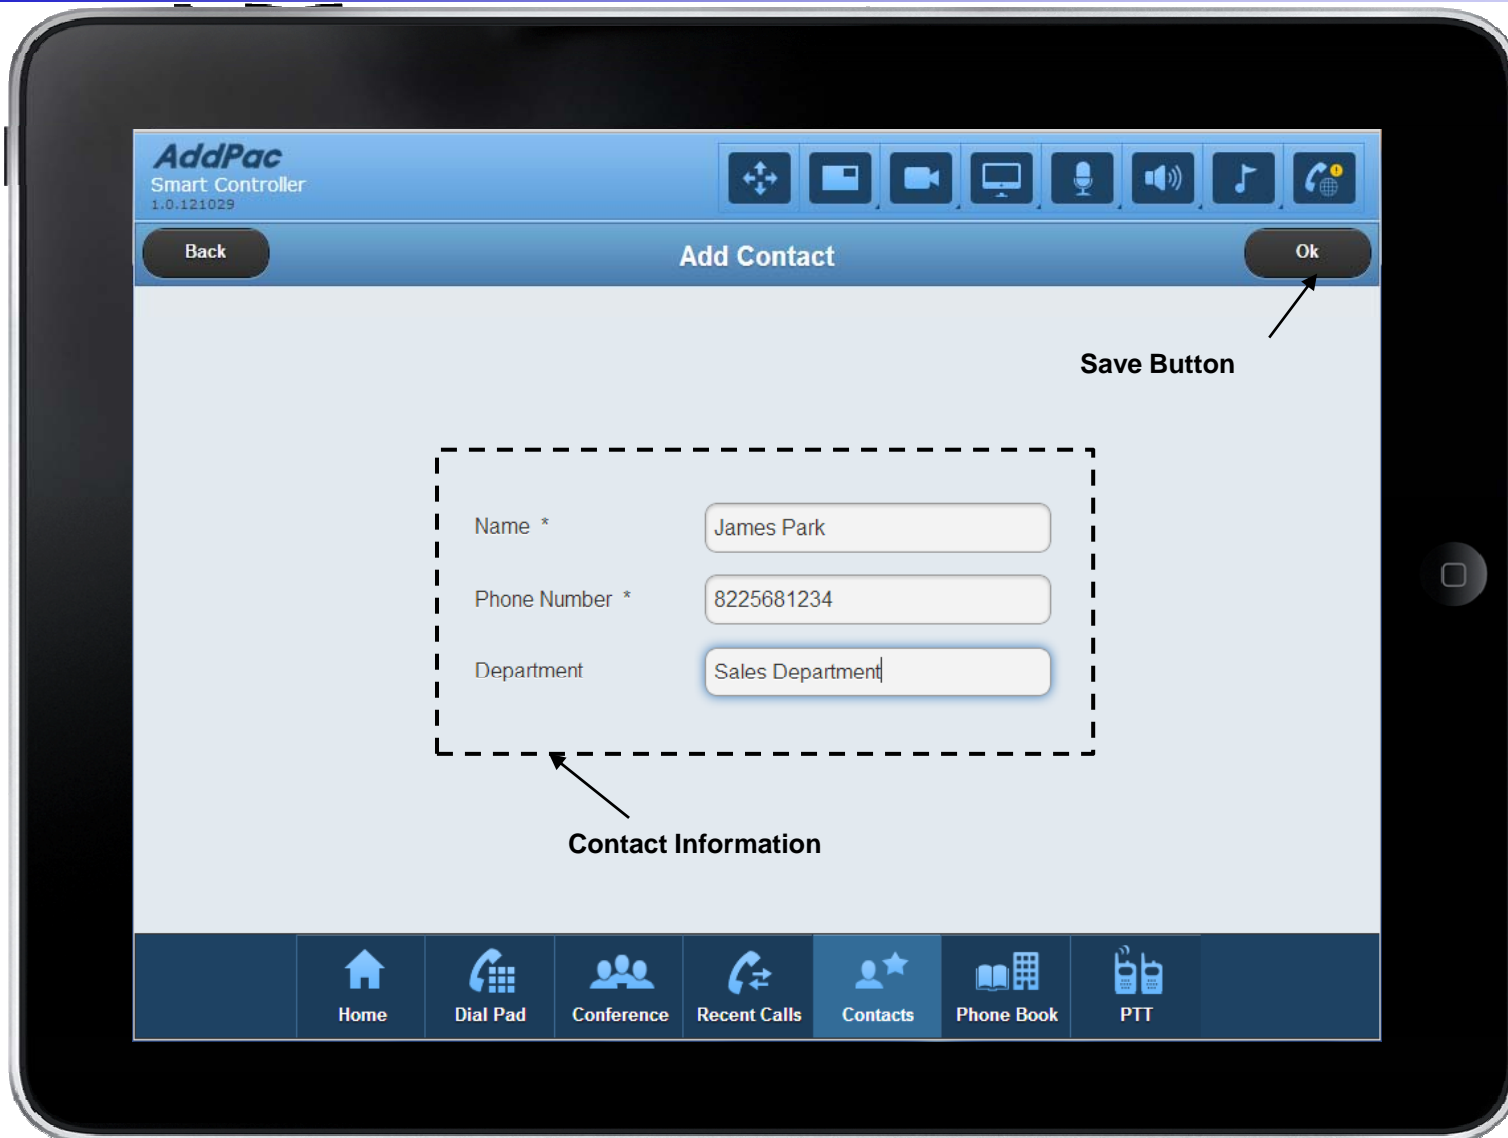 AddPac
Smart Controller
1.0.121029
Back
Add Contact
Ok
Save Button
Name *
James Park
Phone Number *
8225681234
Department
Sales Department
Contact Information
Home
Dial Pad
Conference
Recent Calls
Contacts
Phone Book
PTT